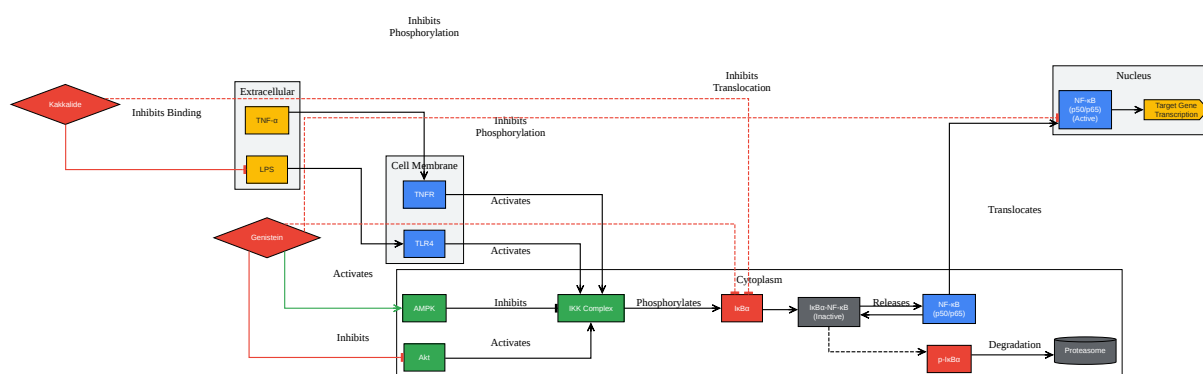 Inhibits
Phosphorylation
Inhibits
Translocation
Nucleus
Kakkalide
Inhibits Binding
Extracellular
TNF-α
NF-κB
(p50/p65)
(Active)
Target Gene
Transcription
Inhibits
Phosphorylation
LPS
Cell Membrane
TNFR
Activates
Translocates
Genistein
TLR4
Activates
Activates
Cytoplasm
AMPK
Inhibits
IKK Complex
Phosphorylates
IκBα
IκBα-NF-κB
(Inactive)
Releases
NF-κB
(p50/p65)
Inhibits
Akt
Activates
p-IκBα
Degradation
Proteasome